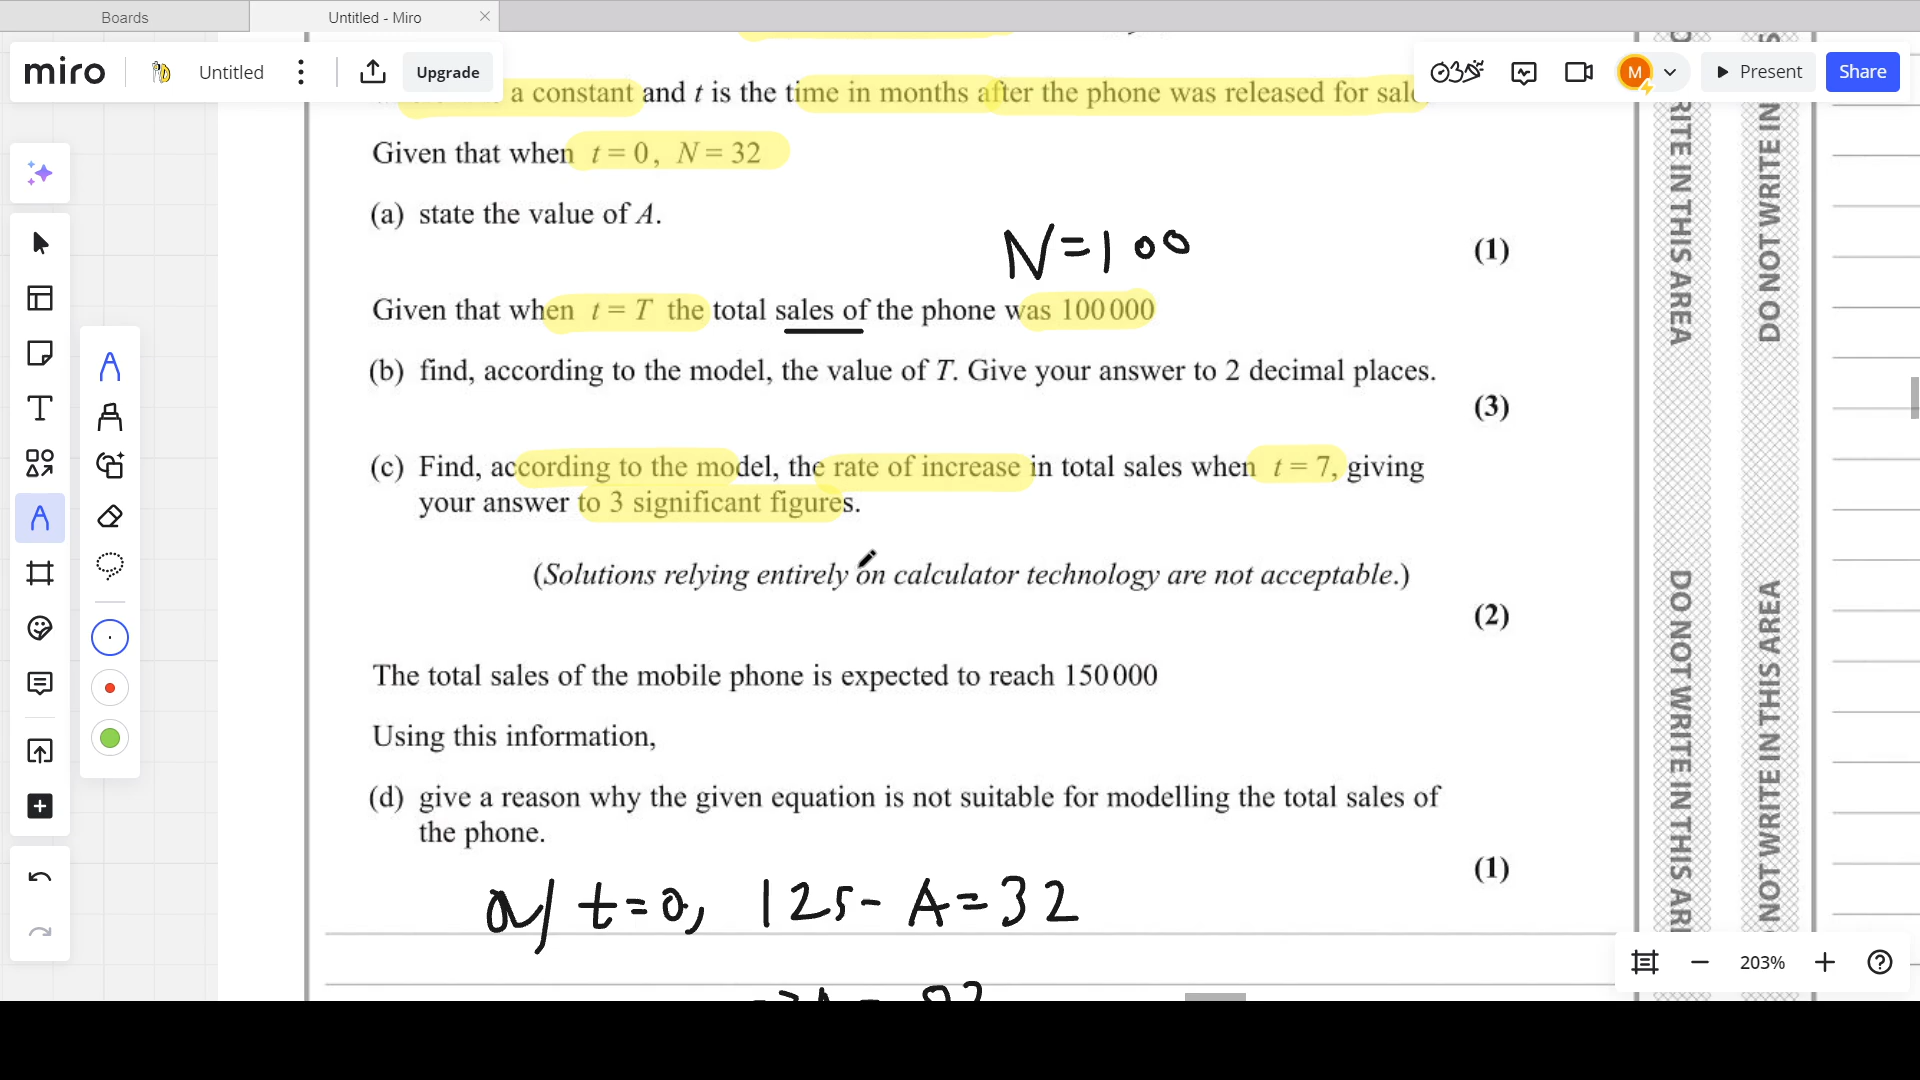 Boards
Untitled - Miro
miro
Untitled
Upgrade
Present
Share
a constant and t is the time in months after the phone was released for sale
Given that when t = 0, N = 32
(a) state the value of A.
N=100
(1)
Given that when t = T the total sales of the phone was 100 000
(b) find, according to the model, the value of T. Give your answer to 2 decimal places.
(3)
(c) Find, according to the model, the rate of increase in total sales when t = 7, giving
your answer to 3 significant figures.
(Solutions relying entirely on calculator technology are not acceptable.)
(2)
The total sales of the mobile phone is expected to reach 150 000
Using this information,
(d) give a reason why the given equation is not suitable for modelling the total sales of
the phone.
(1)
a/ t=0, 125- A=32
RITE IN THIS AREA
DO NOT WRITE IN
DO NOT WRITE IN THIS AR
NOT WRITE IN THIS AREA
M
203%